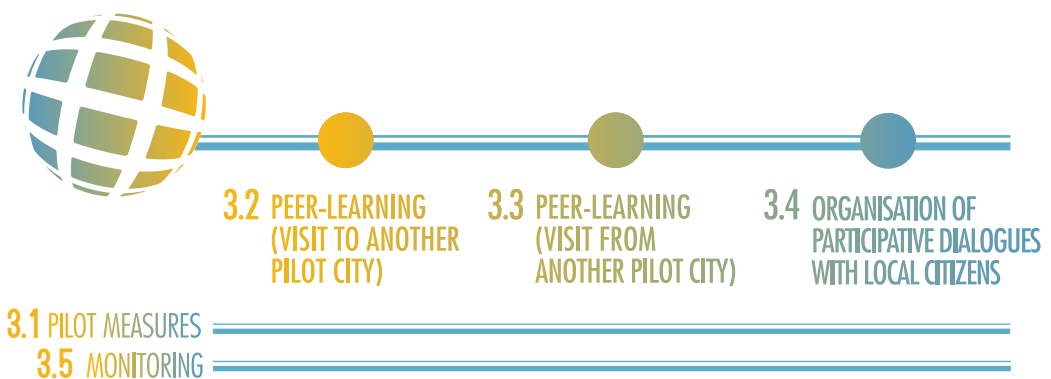 3.2 PEER-LEARNING
(VISIT TO ANOTHER
PILOT CITY)
3.3 PEER-LEARNING
(VISIT FROM
ANOTHER PILOT CITY)
3.4 ORGANISATION OF
PARTICIPATIVE DIALOGUES
WITH LOCAL CITIZENS
3.1 PILOT MEASURES
3.5 MONITORING